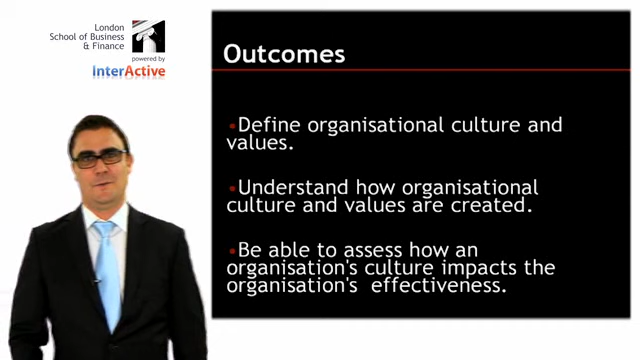 London
School of Business
& Finance
powered by
InterActive
Outcomes
•Define organisational culture and
values.
•Understand how organisational
culture and values are created.
•Be able to assess how an
organisation's culture impacts the
organisation's  effectiveness.